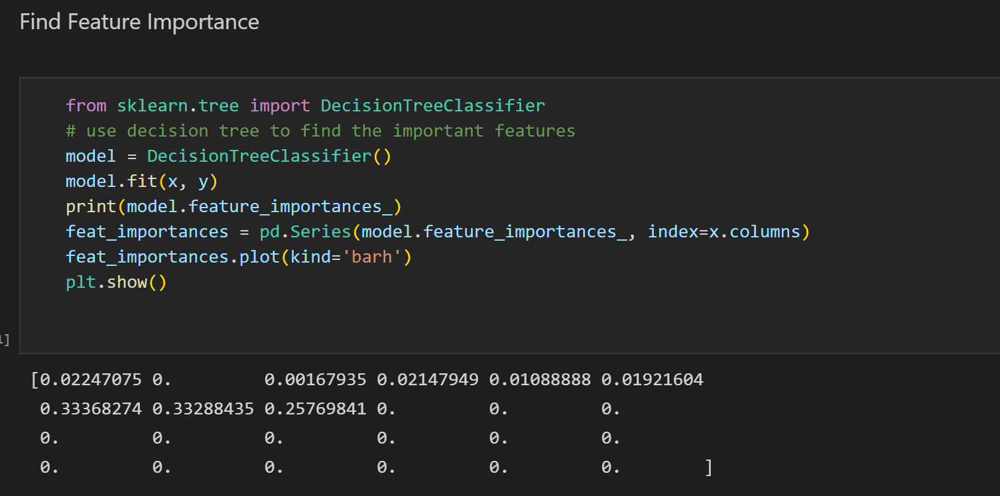 Find Feature Importance
from sklearn.tree import DecisionTreeClassifier
# use decision tree to find the important features
model = DecisionTreeClassifier()
model.fit(x, y)
print(model.feature_importances_)
feat_importances = pd.Series(model.feature_importances_, index=x.columns)
feat_importances.plot(kind='barh')
plt.show()
[0.02247075 0.         0.00167935 0.02147949 0.01088888 0.01921604
 0.33368274 0.33288435 0.25769841 0.         0.         0.
 0.         0.         0.         0.         0.         0.
 0.         0.         0.         0.         0.         0.        ]